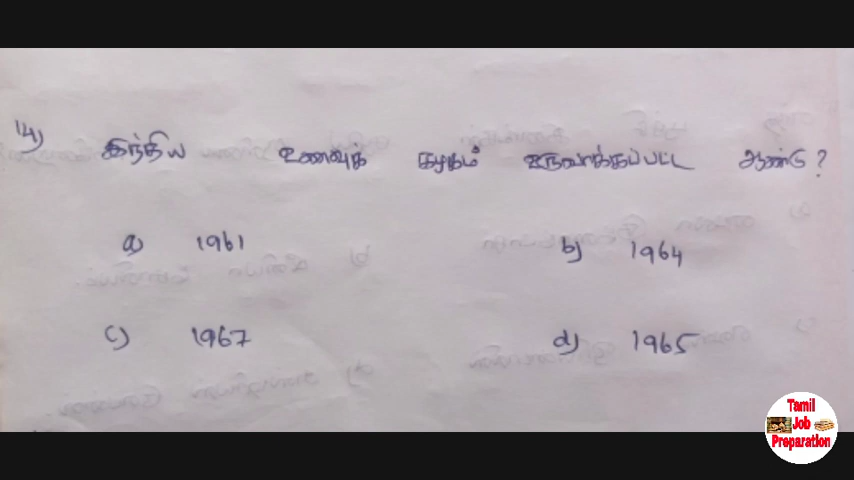 14) இந்திய உணவுக் கழகம் உருவாக்கப்பட்ட ஆண்டு?
a) 1961 b) 1964
c) 1967 d) 1965
Tamil
Job
Preparation